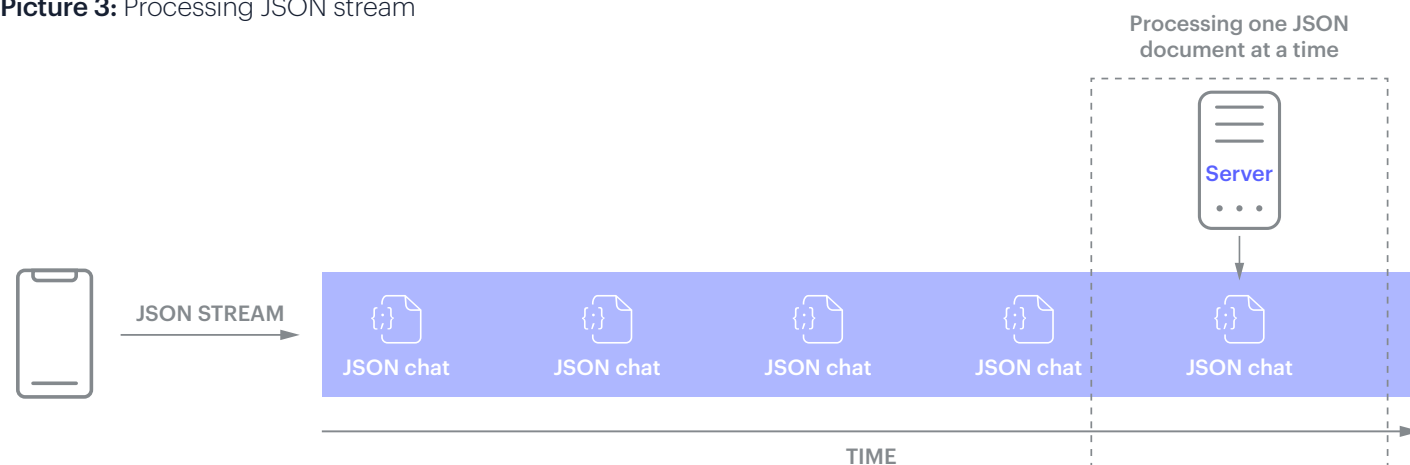 Picture 3: Processing JSON stream
Processing one JSON
document at a time
Server
JSON STREAM
{;}
{;}
{;}
{;}
{;}
JSON chat
JSON chat
JSON chat
JSON chat
JSON chat
TIME